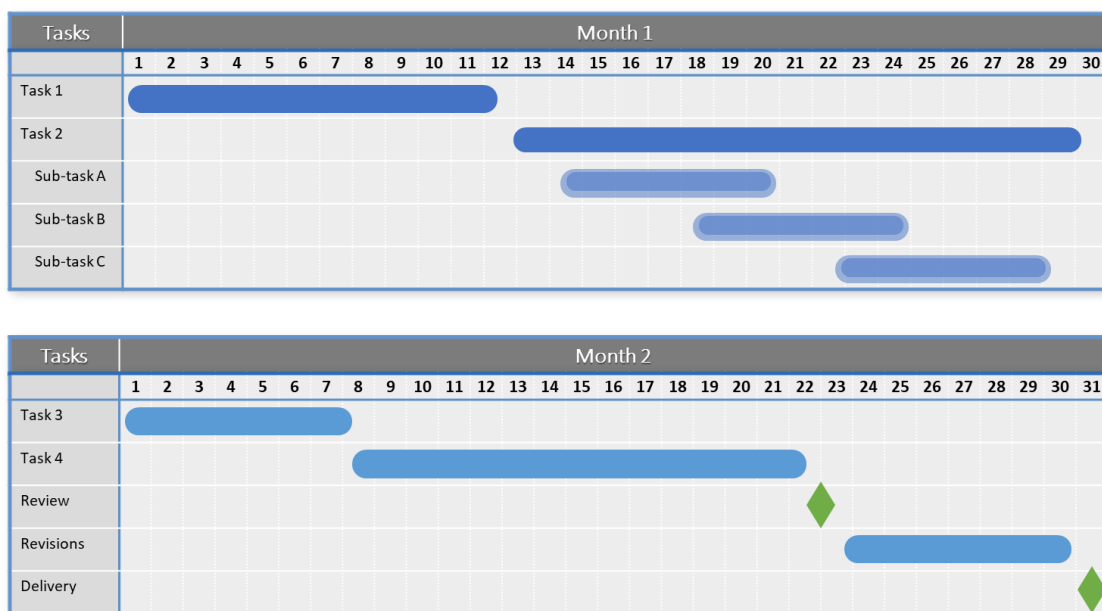 Tasks Month 1
1 2 3 4 5 6 7 8 9 10 11 12 13 14 15 16 17 18 19 20 21 22 23 24 25 26 27 28 29 30
Task 1
Task 2
Sub-task A
Sub-task B
Sub-task C
Tasks Month 2
1 2 3 4 5 6 7 8 9 10 11 12 13 14 15 16 17 18 19 20 21 22 23 24 25 26 27 28 29 30 31
Task 3
Task 4
Review
Revisions
Delivery